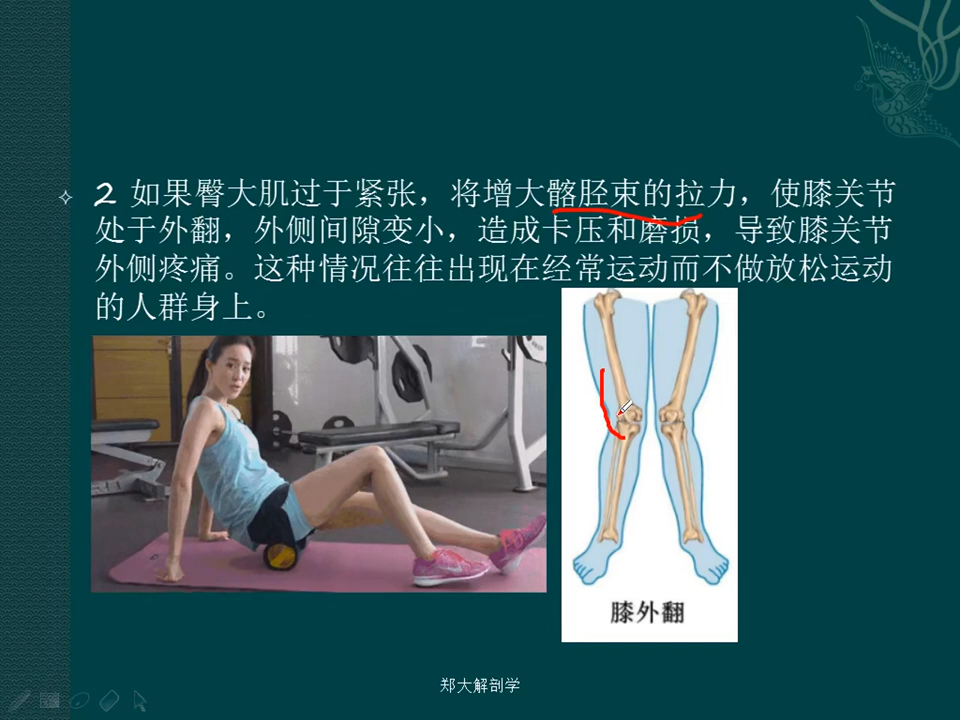 2 如果臀大肌过于紧张，将增大髂胫束的拉力，使膝关节
处于外翻，外侧间隙变小，造成卡压和磨损，导致膝关节
外侧疼痛。这种情况往往出现在经常运动而不做放松运动
的人群身上。
膝外翻
郑大解剖学